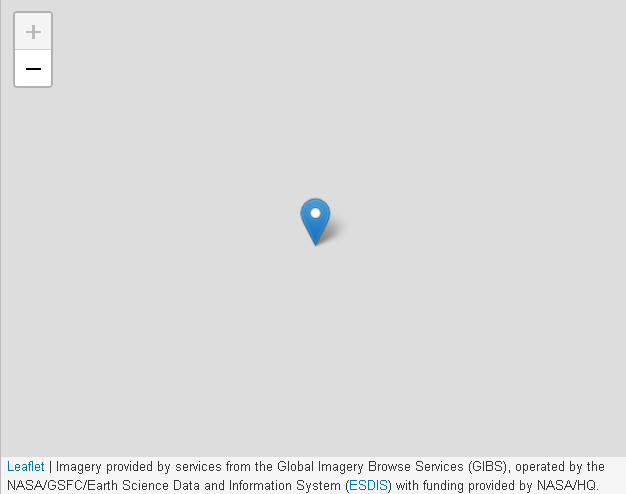 +
−
Leaflet | Imagery provided by services from the Global Imagery Browse Services (GIBS), operated by the
NASA/GSFC/Earth Science Data and Information System (ESDIS) with funding provided by NASA/HQ.